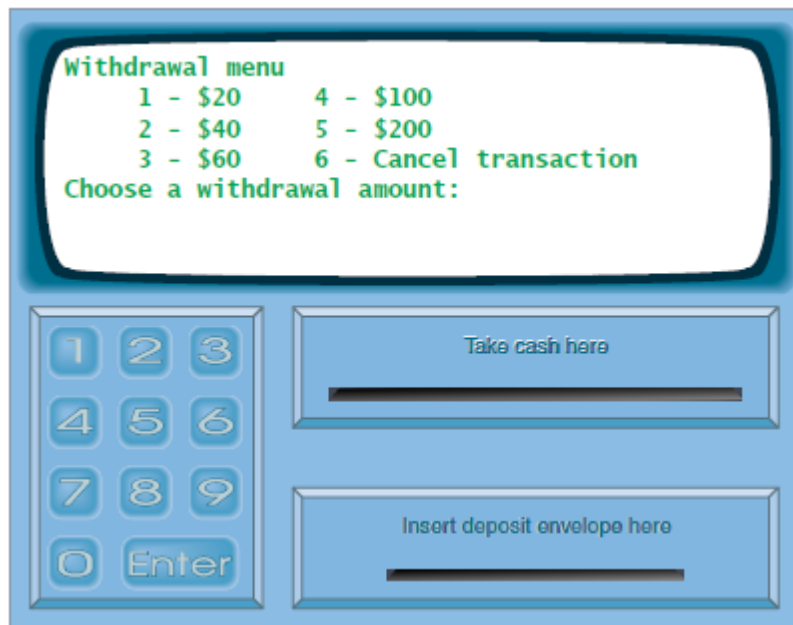 Withdrawal menu
1 - $20 4 - $100
2 - $40 5 - $200
3 - $60 6 - Cancel transaction
Choose a withdrawal amount:
1 2 3
4 5 6
7 8 9
0 Enter
Take cash here
Insert deposit envelope here